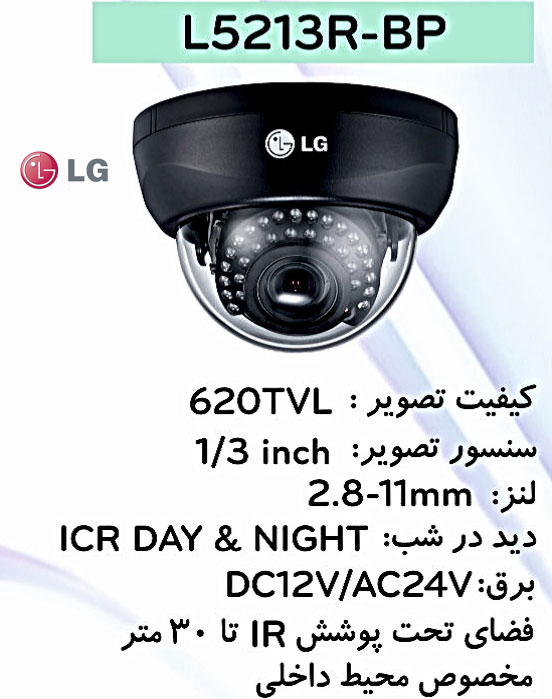 L5213R-BP
LG
LG
کیفیت تصویر : 620TVL
سنسور تصویر: 1/3 inch
لنز: 2.8-11mm
دید در شب: ICR DAY & NIGHT
برق: DC12V/AC24V
فضای تحت پوشش IR تا ۳۰ متر
مخصوص محیط داخلی